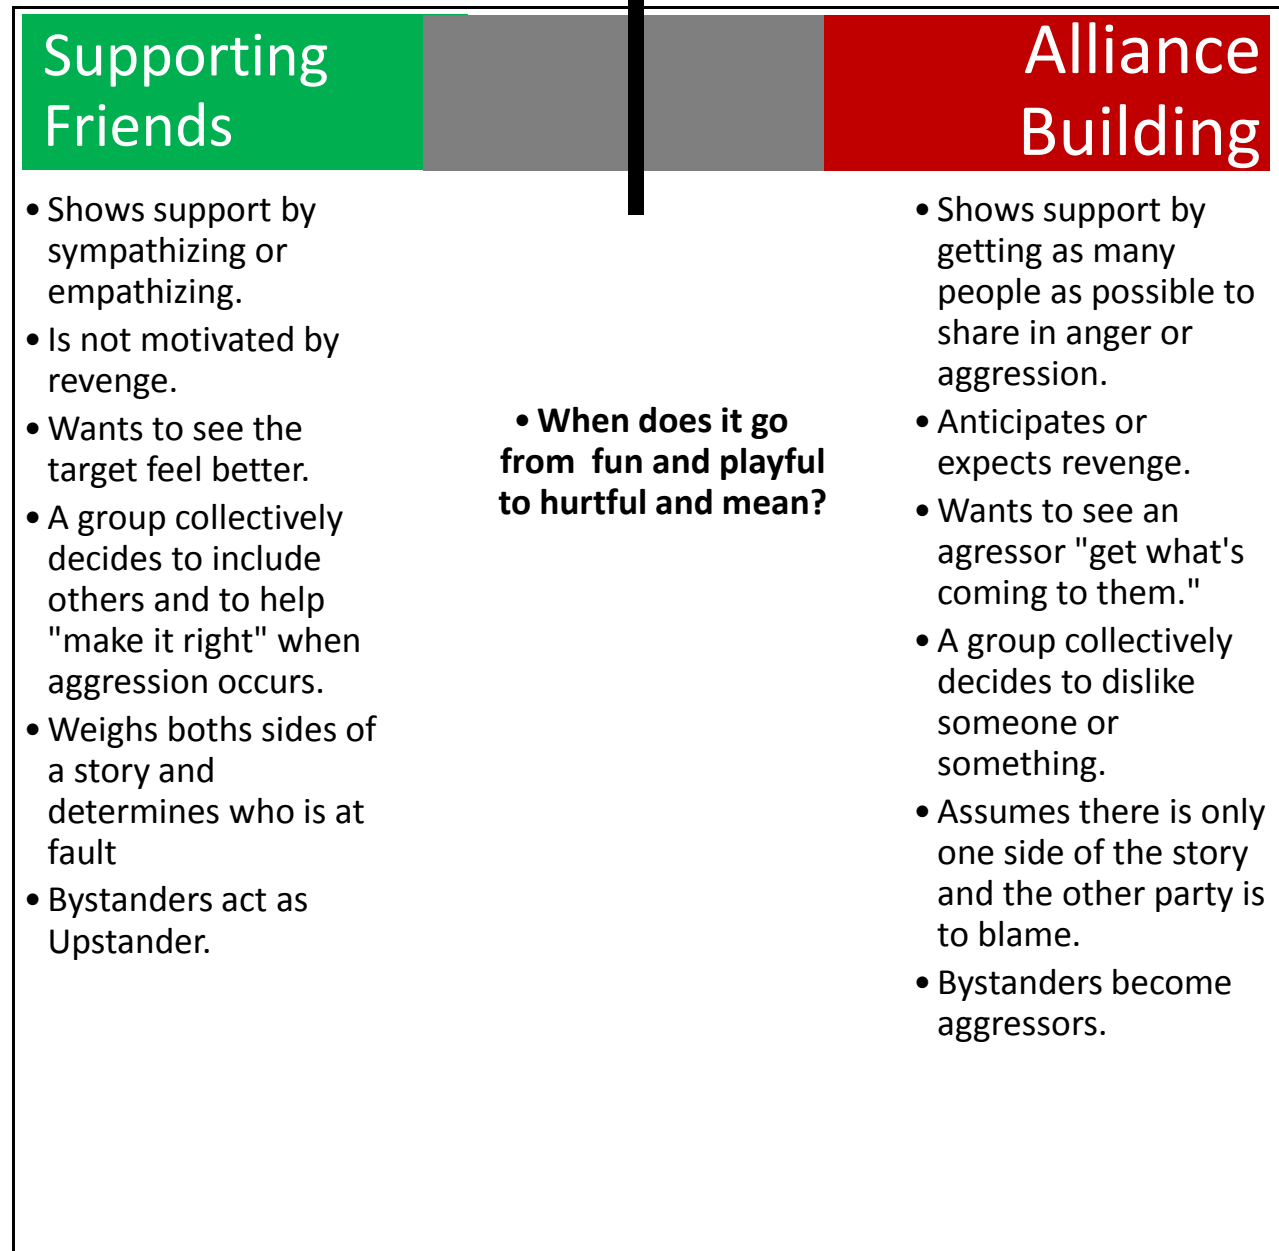 Supporting
Friends
• Shows support by
sympathizing or
empathizing.
• Is not motivated by
revenge.
• Wants to see the
target feel better.
• A group collectively
decides to include
others and to help
"make it right" when
aggression occurs.
• Weighs boths sides of
a story and
determines who is at
fault
• Bystanders act as
Upstander.
• When does it go
from  fun and playful
to hurtful and mean?
Alliance
Building
• Shows support by
getting as many
people as possible to
share in anger or
aggression.
• Anticipates or
expects revenge.
• Wants to see an
agressor "get what's
coming to them."
• A group collectively
decides to dislike
someone or
something.
• Assumes there is only
one side of the story
and the other party is
to blame.
• Bystanders become
aggressors.